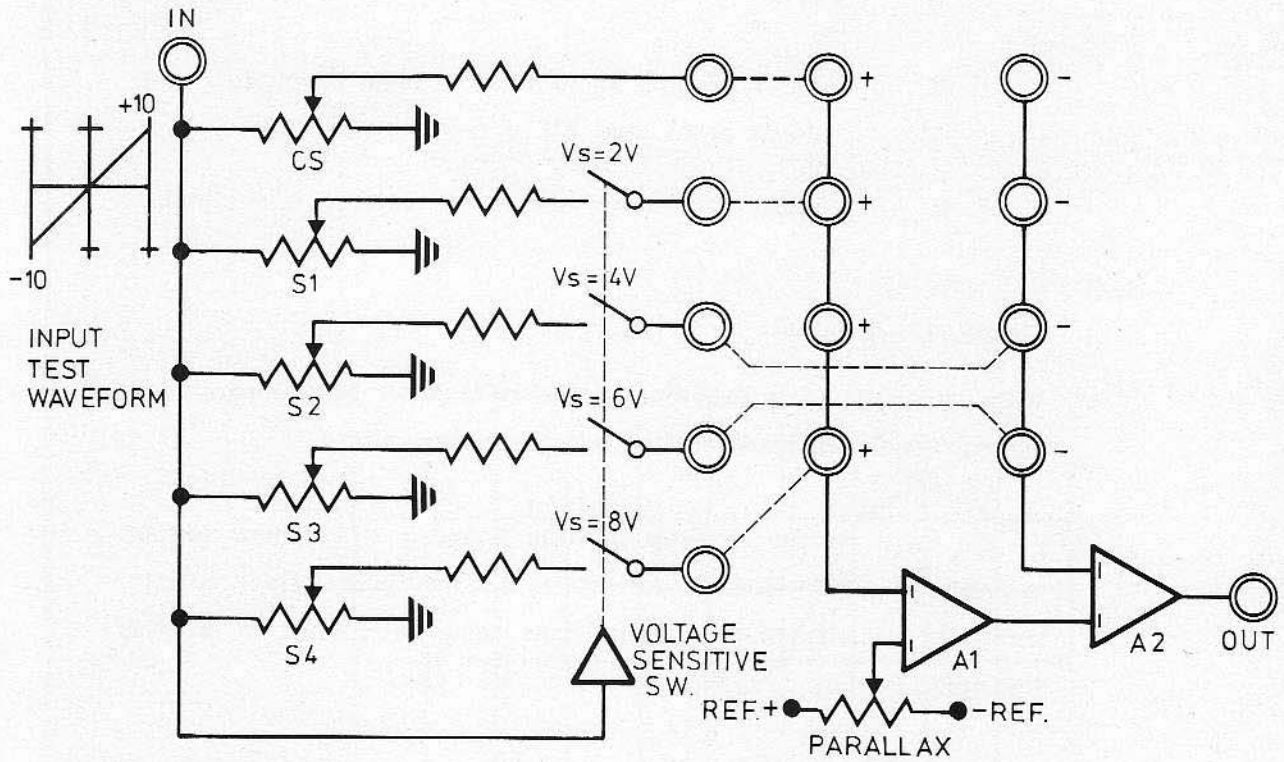 IN
+10
-10
INPUT
TEST
WAVEFORM
CS
+
-
Vs=2V
S1
+
-
Vs=4V
S2
+
-
Vs=6V
S3
+
-
Vs=8V
S4
VOLTAGE
SENSITIVE
SW.
A1
A2
OUT
REF.+
-REF.
PARALLAX